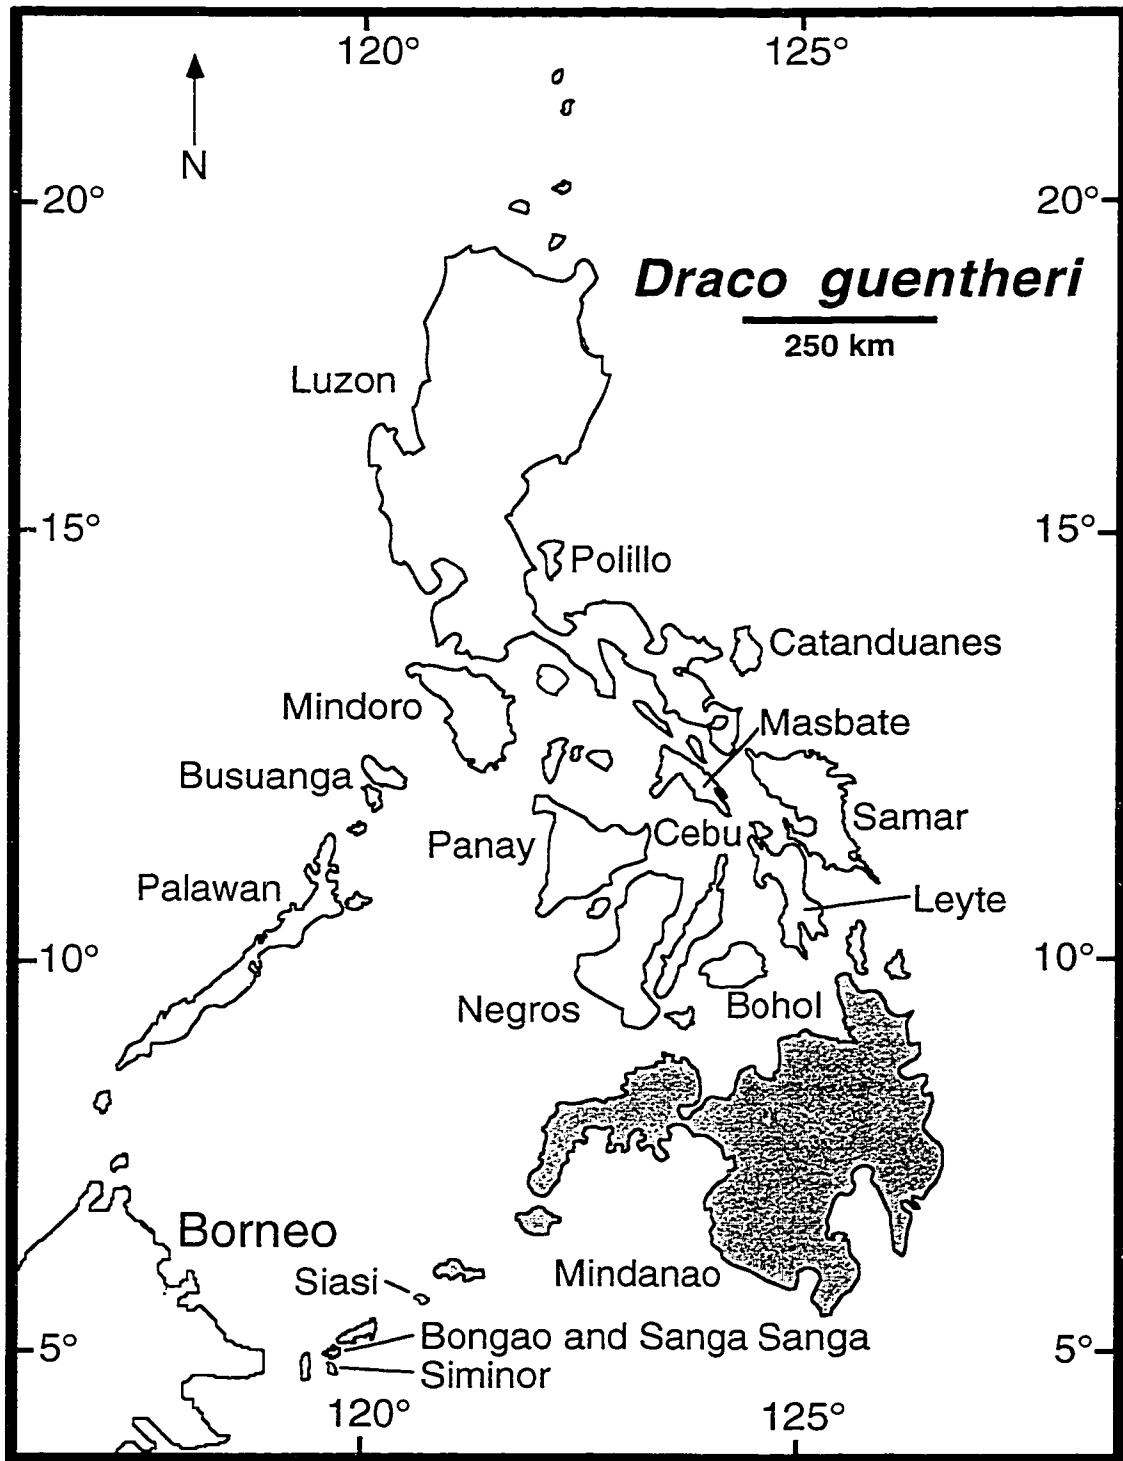 120° 125°
N
20° 20°
Draco guentheri
250 km
Luzon
15° 15°
Polillo
Catanduanes
Mindoro
Masbate
Busuanga
Samar
Panay
Cebu
Palawan
Leyte
10° 10°
Negros
Bohol
Borneo
Mindanao
Siasi
Bongao and Sanga Sanga
5° 5°
Siminor
120° 125°